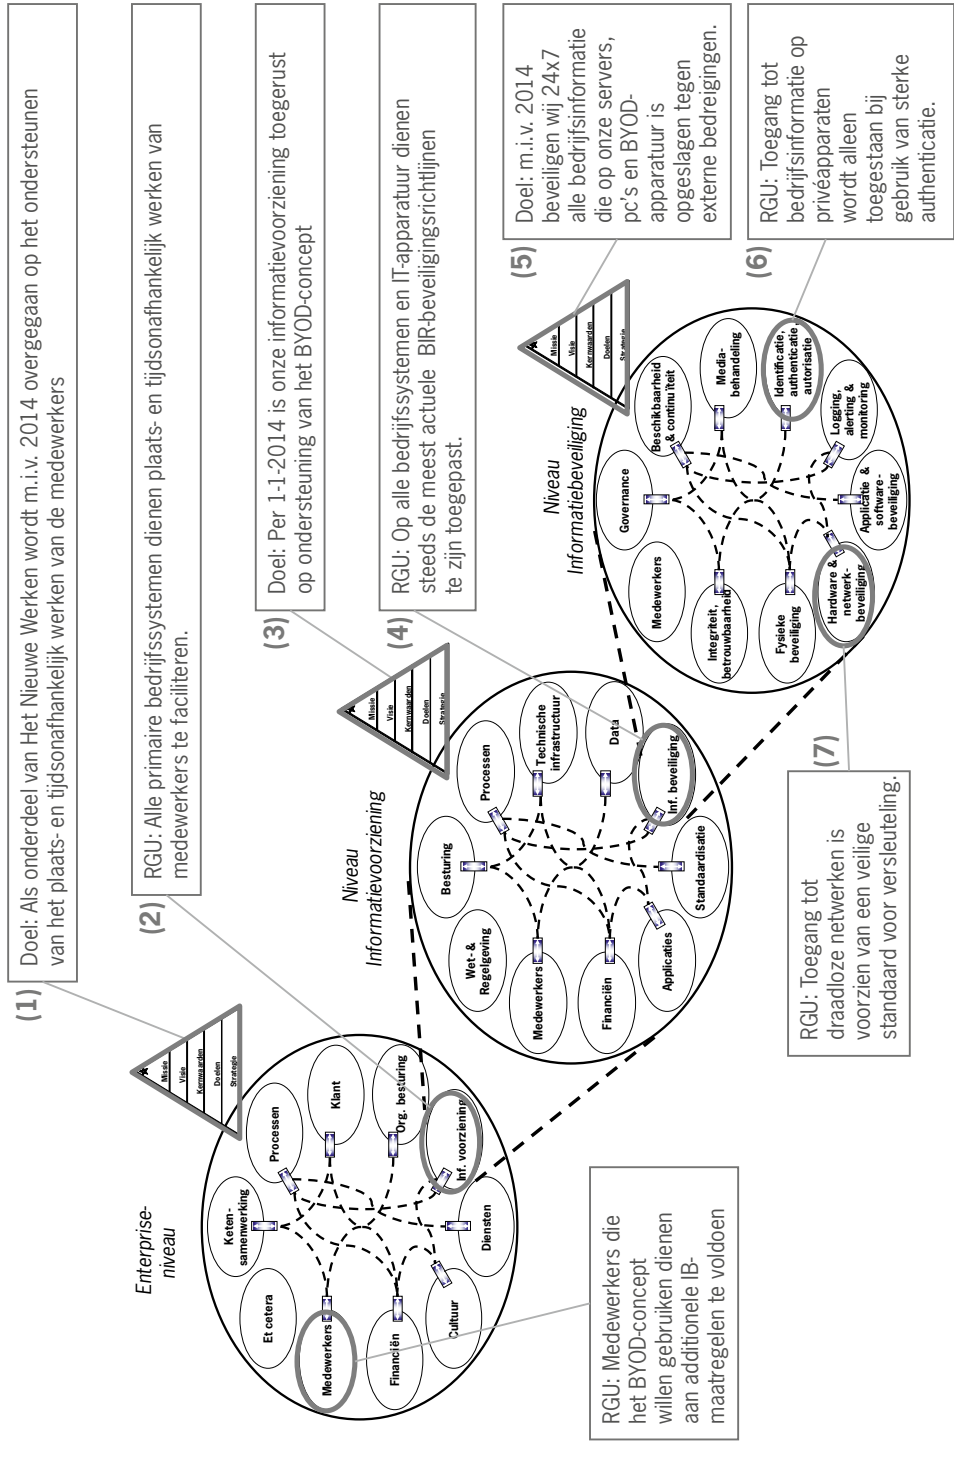 (1)
Doel: Als onderdeel van Het Nieuwe Werken wordt m.i.v. 2014 overgegaan op het ondersteunen
van het plaats- en tijdsonafhankelijk werken van de medewerkers
(2)
RGU: Alle primaire bedrijfssystemen dienen plaats- en tijdsonafhankelijk werken van
medewerkers te faciliteren.
(3)
Doel: Per 1-1-2014 is onze informatievoorziening toegerust
op ondersteuning van het BYOD-concept
(4)
RGU: Op alle bedrijfssystemen en IT-apparatuur dienen
steeds de meest actuele BIR-beveiligingsrichtlijnen
te zijn toegepast.
(5)
Doel: m.i.v. 2014
beveiligen wij 24x7
alle bedrijfsinformatie
die op onze servers,
pc's en BYOD-
apparatuur is
opgeslagen tegen
externe bedreigingen.
(6)
RGU: Toegang tot
bedrijfsinformatie op
privéapparaten
wordt alleen
toegestaan bij
gebruik van sterke
authenticatie.
(7)
RGU: Toegang tot
draadloze netwerken is
voorzien van een veilige
standaard voor versleuteling.
RGU: Medewerkers die
het BYOD-concept
willen gebruiken dienen
aan additionele IB-
maatregelen te voldoen
Enterprise-
niveau
Missie
Visie
Kernwaarden
Doelen
Strategie
Et cetera
Keten-
samenwerking
Processen
Klant
Org. besturing
Inf. voorziening
Diensten
Cultuur
Financiën
Medewerkers
Niveau
Informatievoorziening
Missie
Visie
Kernwaarden
Doelen
Strategie
Wet- &
Regelgeving
Besturing
Processen
Technische
infrastructuur
Data
Inf. beveiliging
Standaardisatie
Applicaties
Financiën
Medewerkers
Niveau
Informatiebeveiliging
Missie
Visie
Kernwaarden
Doelen
Strategie
Medewerkers
Governance
Beschikbaarheid
& continuïteit
Media-
behandeling
Identificatie,
authenticatie,
autorisatie
Logging,
alerting &
monitoring
Applicatie &
software-
beveiliging
Hardware &
netwerk-
beveiliging
Fysieke
beveiliging
Integriteit,
betrouwbaarheid